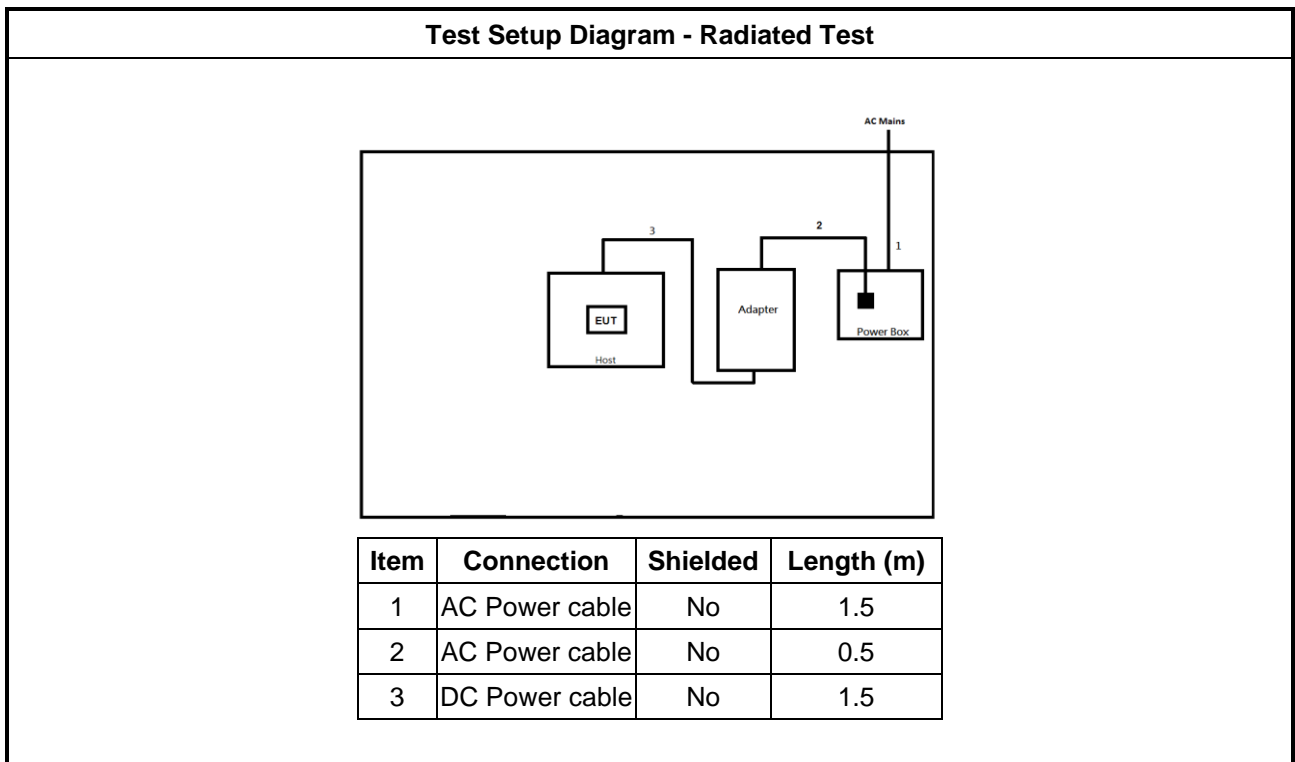 Test Setup Diagram - Radiated Test
AC Mains
3
2
1
EUT
Host
Adapter
Power Box
Item Connection Shielded Length (m)
1 AC Power cable No 1.5
2 AC Power cable No 0.5
3 DC Power cable No 1.5